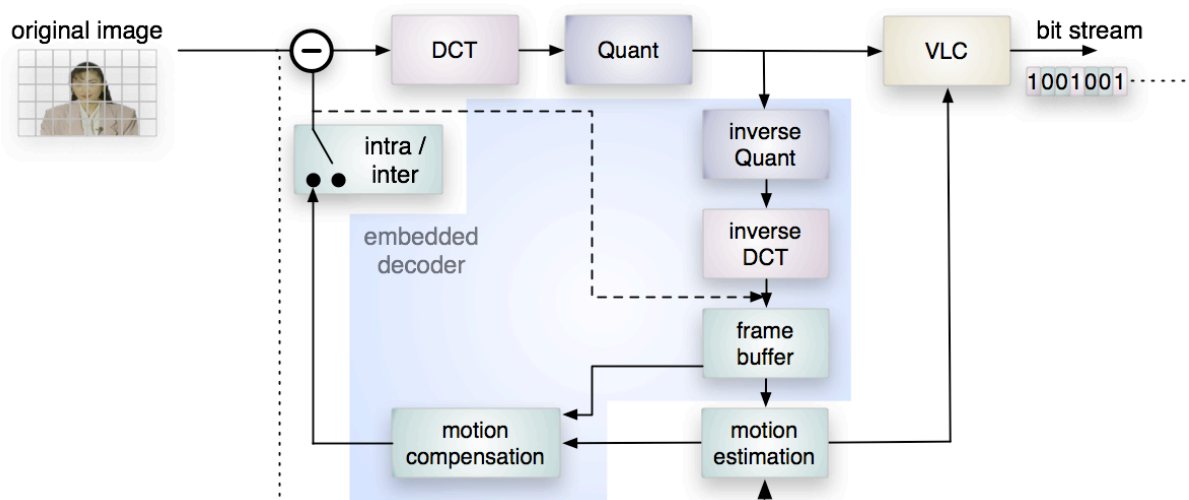 original image
DCT
Quant
VLC
bit stream
1001001
intra /
inter
inverse
Quant
embedded
decoder
inverse
DCT
frame
buffer
motion
compensation
motion
estimation